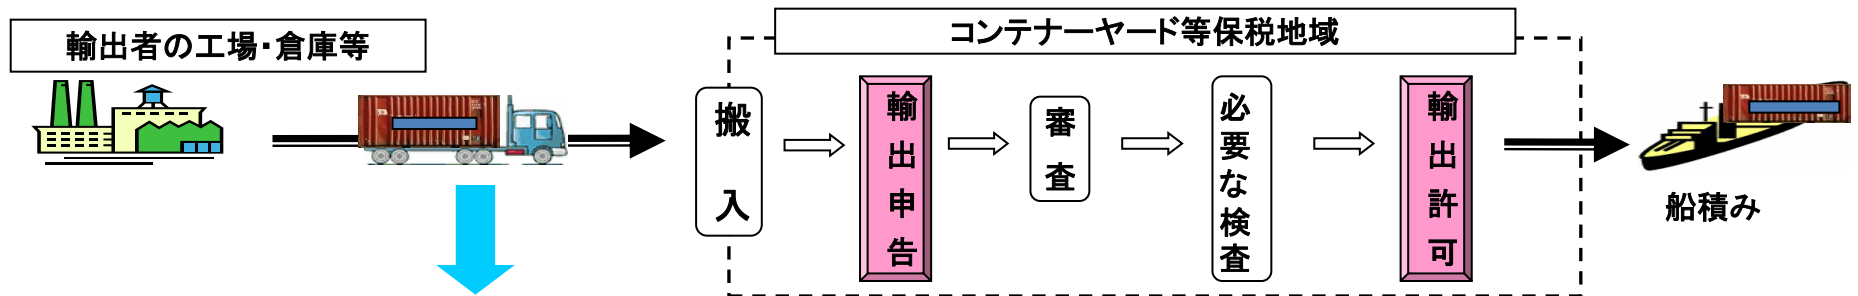 輸出者の工場・倉庫等
コンテナーヤード等保税地域
搬入
輸出申告
審査
必要な検査
輸出許可
船積み